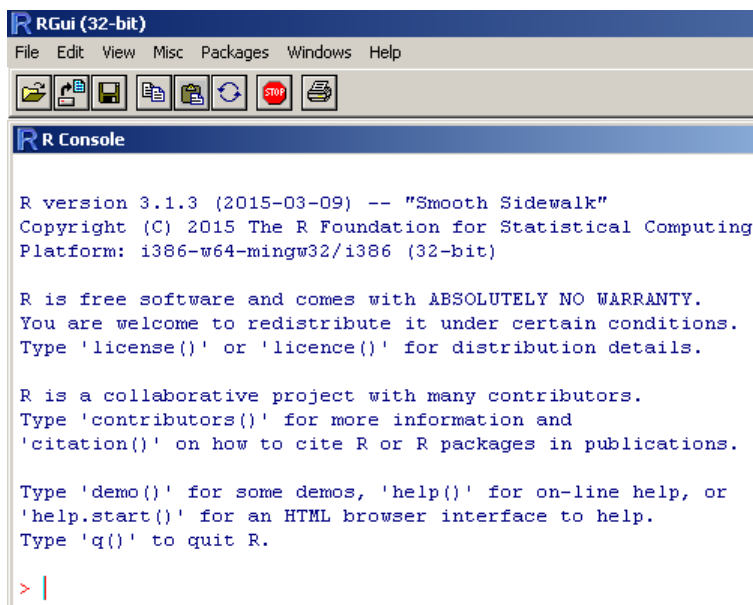 RGui (32-bit)
File Edit View Misc Packages Windows Help
STOP
R Console
R version 3.1.3 (2015-03-09) -- "Smooth Sidewalk"
Copyright (C) 2015 The R Foundation for Statistical Computing
Platform: i386-w64-mingw32/i386 (32-bit)
R is free software and comes with ABSOLUTELY NO WARRANTY.
You are welcome to redistribute it under certain conditions.
Type 'license()' or 'licence()' for distribution details.
R is a collaborative project with many contributors.
Type 'contributors()' for more information and
'citation()' on how to cite R or R packages in publications.
Type 'demo()' for some demos, 'help()' for on-line help, or
'help.start()' for an HTML browser interface to help.
Type 'q()' to quit R.
>